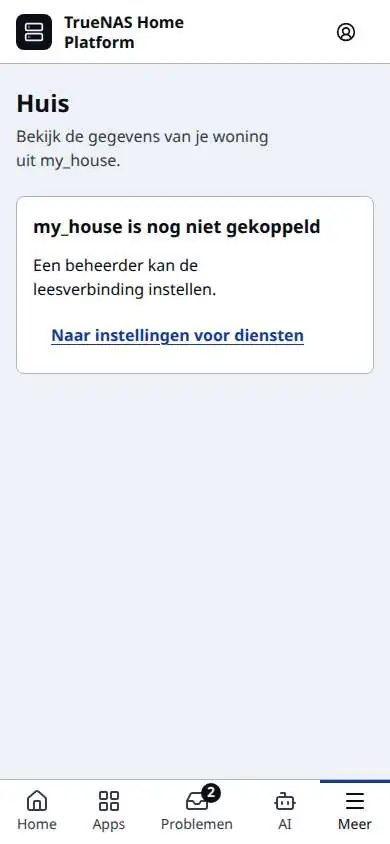 TrueNAS Home
Platform
Huis
Bekijk de gegevens van je woning
uit my_house.
my_house is nog niet gekoppeld
Een beheerder kan de
leesverbinding instellen.
Naar instellingen voor diensten
2
Home
Apps
Problemen
AI
Meer